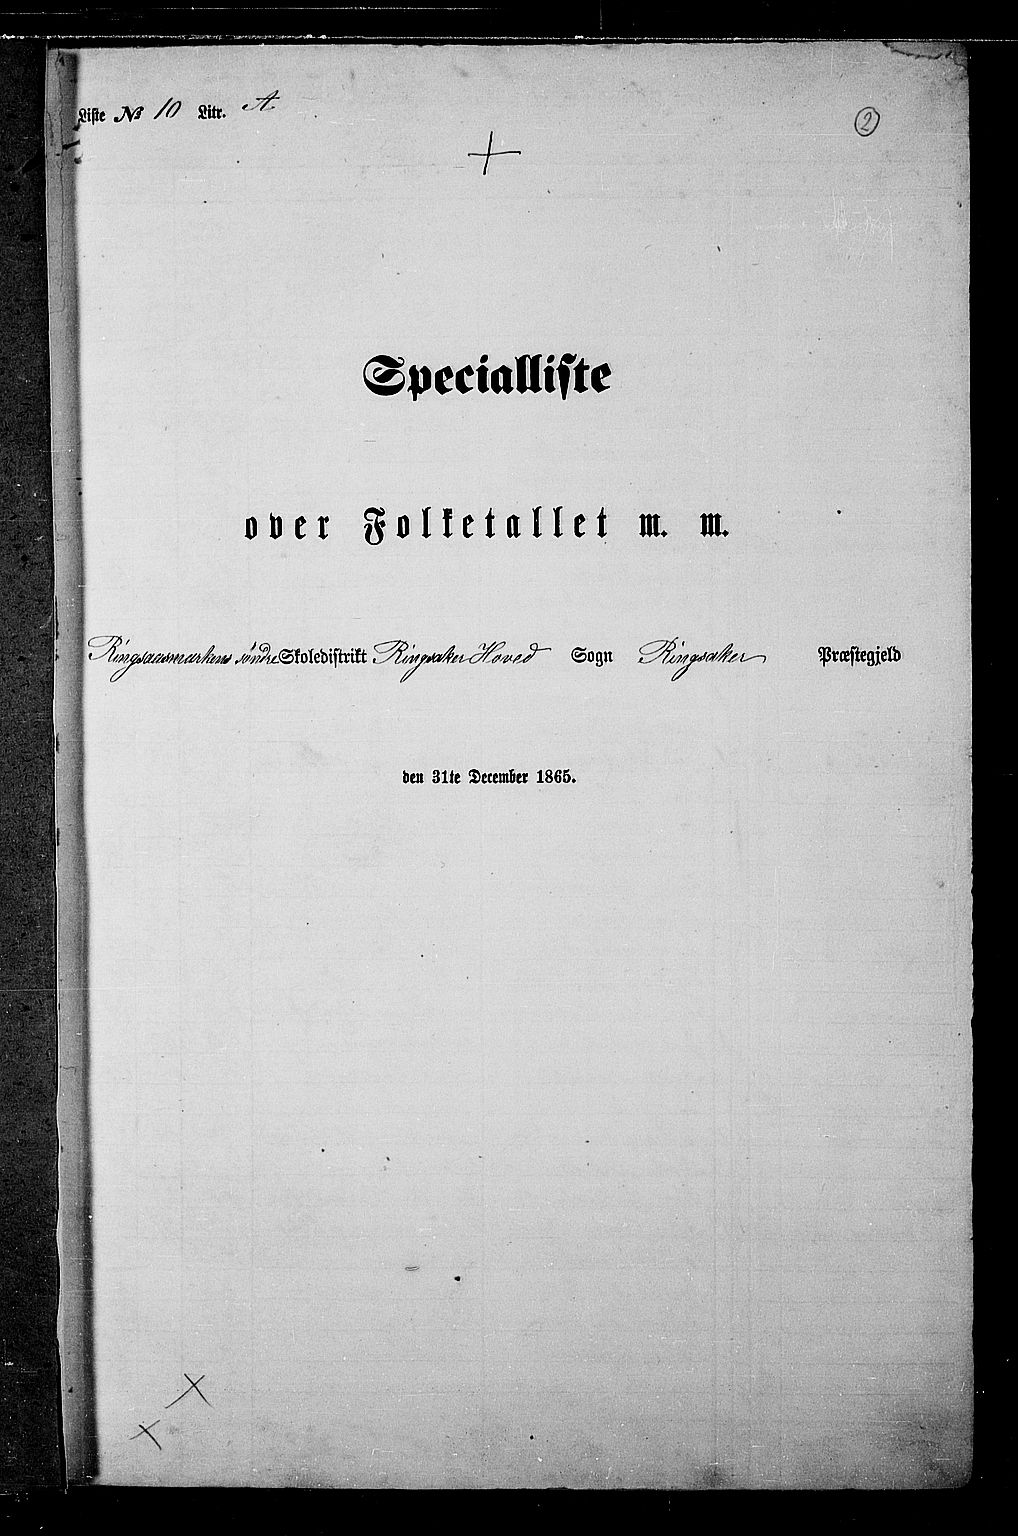 Liste No 10 Litr. A
2
Specialliste
over Folketallet m. m.
Ringsaasmarkens söndre Skoledistrikt Ringsaker Hoved Sogn Ringsaker Præstegjeld
den 31te December 1865.